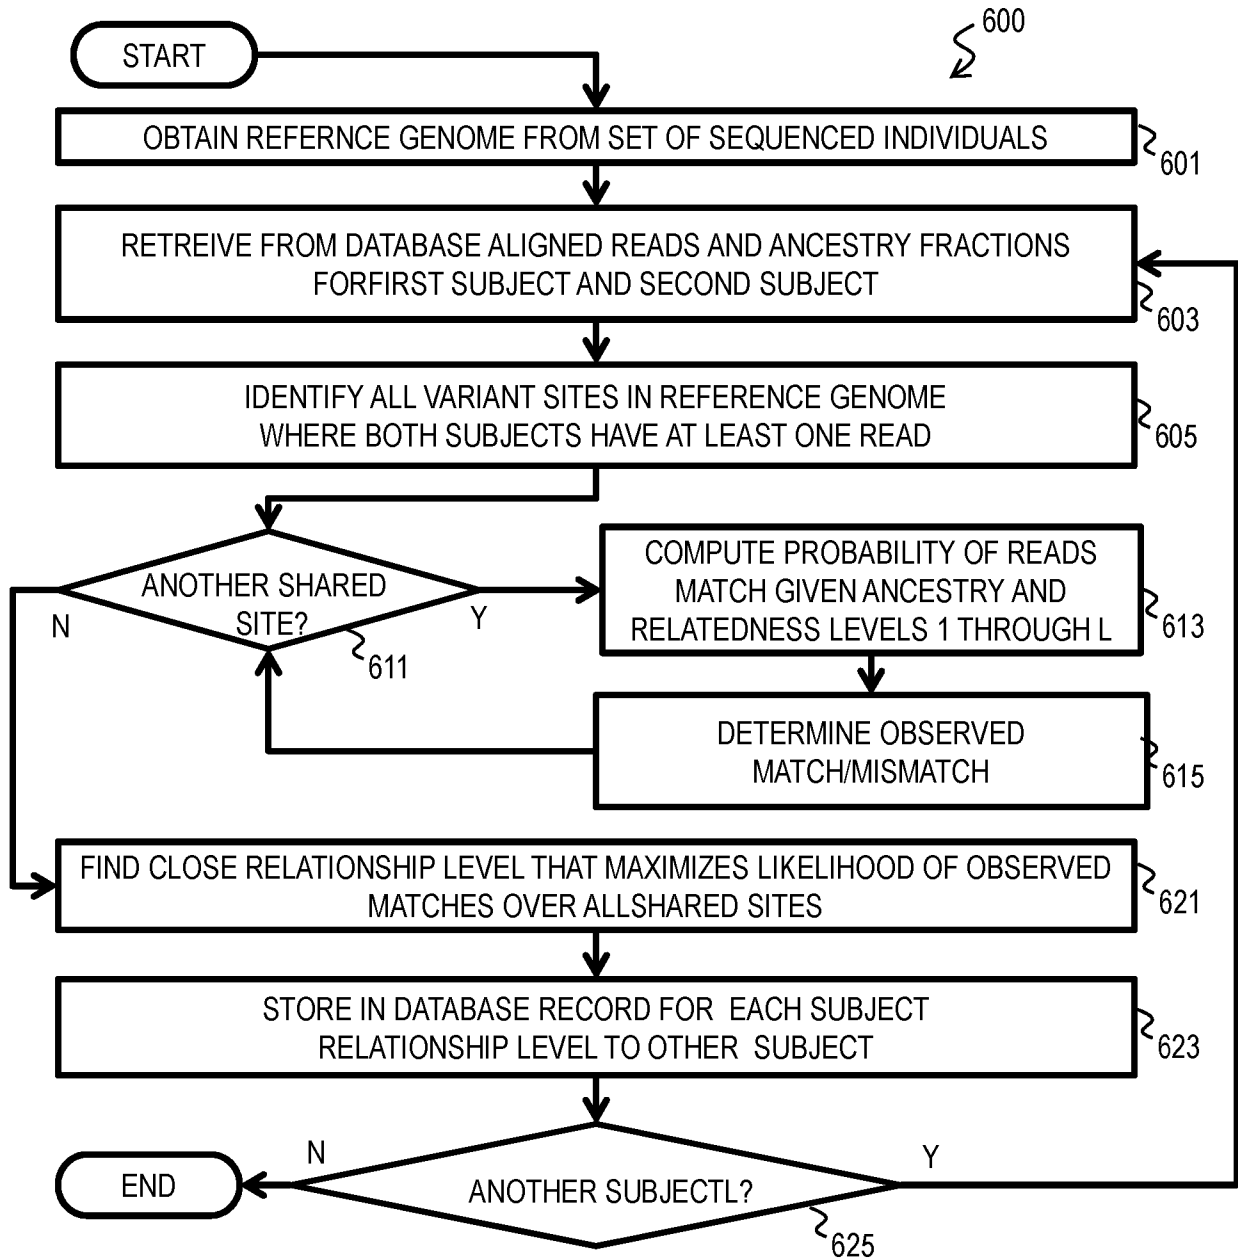 600
START
OBTAIN REFERNCE GENOME FROM SET OF SEQUENCED INDIVIDUALS
601
RETREIVE FROM DATABASE ALIGNED READS AND ANCESTRY FRACTIONS
FORFIRST SUBJECT AND SECOND SUBJECT
603
IDENTIFY ALL VARIANT SITES IN REFERENCE GENOME
WHERE BOTH SUBJECTS HAVE AT LEAST ONE READ
605
ANOTHER SHARED
SITE?
N
Y
611
COMPUTE PROBABILITY OF READS
MATCH GIVEN ANCESTRY AND
RELATEDNESS LEVELS 1 THROUGH L
613
DETERMINE OBSERVED
MATCH/MISMATCH
615
FIND CLOSE RELATIONSHIP LEVEL THAT MAXIMIZES LIKELIHOOD OF OBSERVED
MATCHES OVER ALLSHARED SITES
621
STORE IN DATABASE RECORD FOR EACH SUBJECT
RELATIONSHIP LEVEL TO OTHER SUBJECT
623
N
Y
END
ANOTHER SUBJECTL?
625